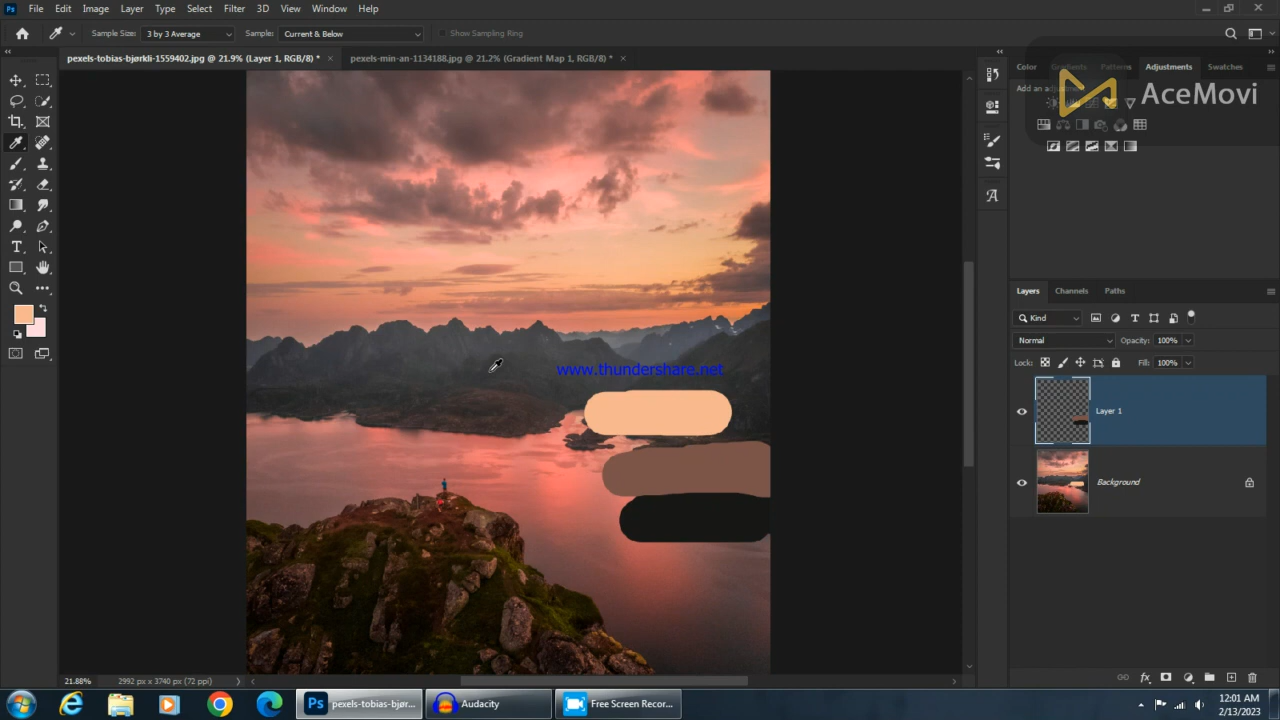 Ps File Edit Image Layer Type Select Filter 3D View Window Help
Sample Size: 3 by 3 Average Sample: Current & Below Show Sampling Ring
pexels-tobias-bjørkli-1559402.jpg @ 21.9% (Layer 1, RGB/8) * × pexels-min-an-1134188.jpg @ 21.2% (Gradient Map 1, RGB/8) * ×
Color Gradients Patterns Adjustments Swatches
Add an adjustment
AceMovi
www.thundershare.net
Layers Channels Paths
Kind
Normal Opacity: 100%
Lock: Fill: 100%
Layer 1
Background
21.88% 2992 px x 3740 px (72 ppi)
Ps pexels-tobias-bjør... Audacity Free Screen Recor...
12:01 AM
2/13/2023